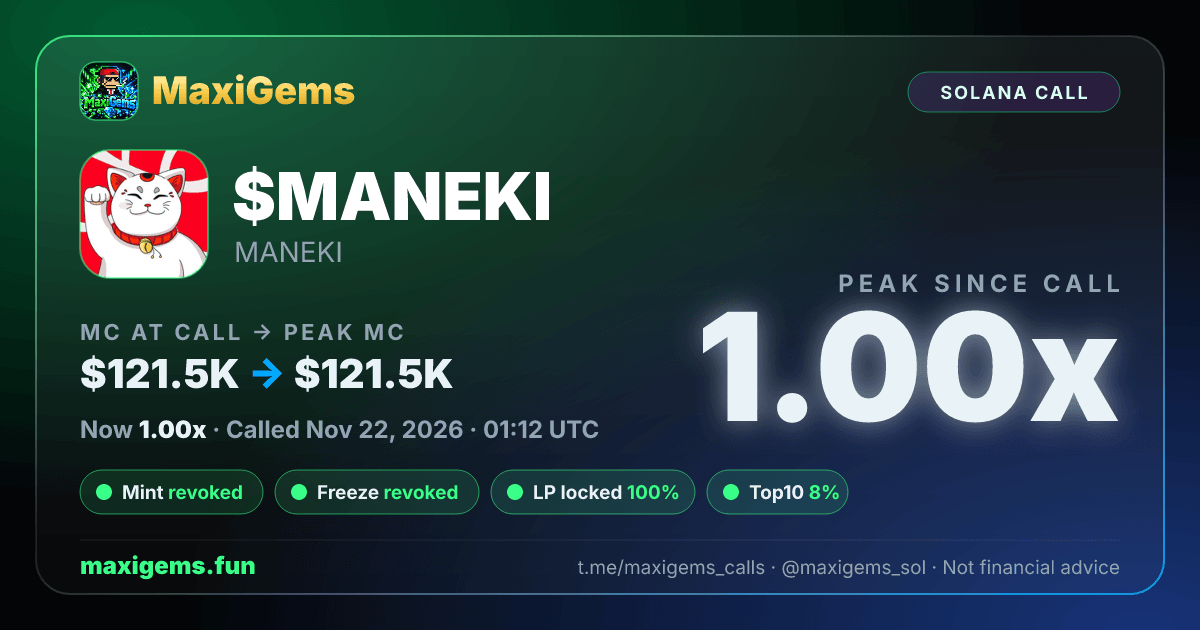 MaxiGems
MaxiGems
SOLANA CALL
$MANEKI
MANEKI
PEAK SINCE CALL
1.00x
MC AT CALL → PEAK MC
$121.5K → $121.5K
Now 1.00x · Called Nov 22, 2026 · 01:12 UTC
Mint revoked
Freeze revoked
LP locked 100%
Top10 8%
maxigems.fun
t.me/maxigems_calls · @maxigems_sol · Not financial advice